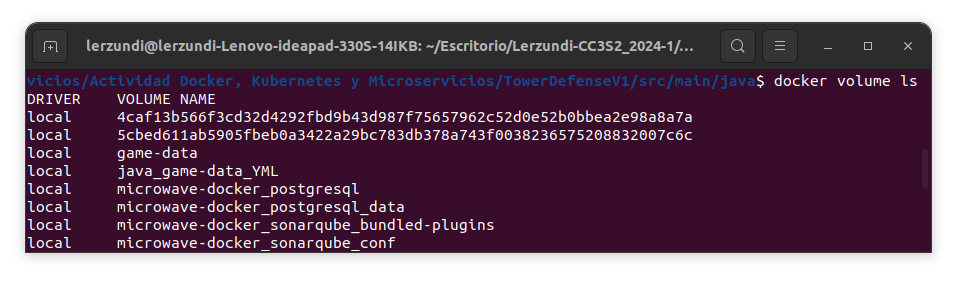 lerzundi@lerzundi-Lenovo-ideapad-330S-14IKB: ~/Escritorio/Lerzundi-CC3S2_2024-1/...
vicios/Actividad Docker, Kubernetes y Microservicios/TowerDefenseV1/src/main/java$ docker volume ls
DRIVER    VOLUME NAME
local     4caf13b566f3cd32d4292fbd9b43d987f75657962c52d0e52b0bbea2e98a8a7a
local     5cbed611ab5905fbeb0a3422a29bc783db378a743f0038236575208832007c6c
local     game-data
local     java_game-data_YML
local     microwave-docker_postgresql
local     microwave-docker_postgresql_data
local     microwave-docker_sonarqube_bundled-plugins
local     microwave-docker_sonarqube_conf